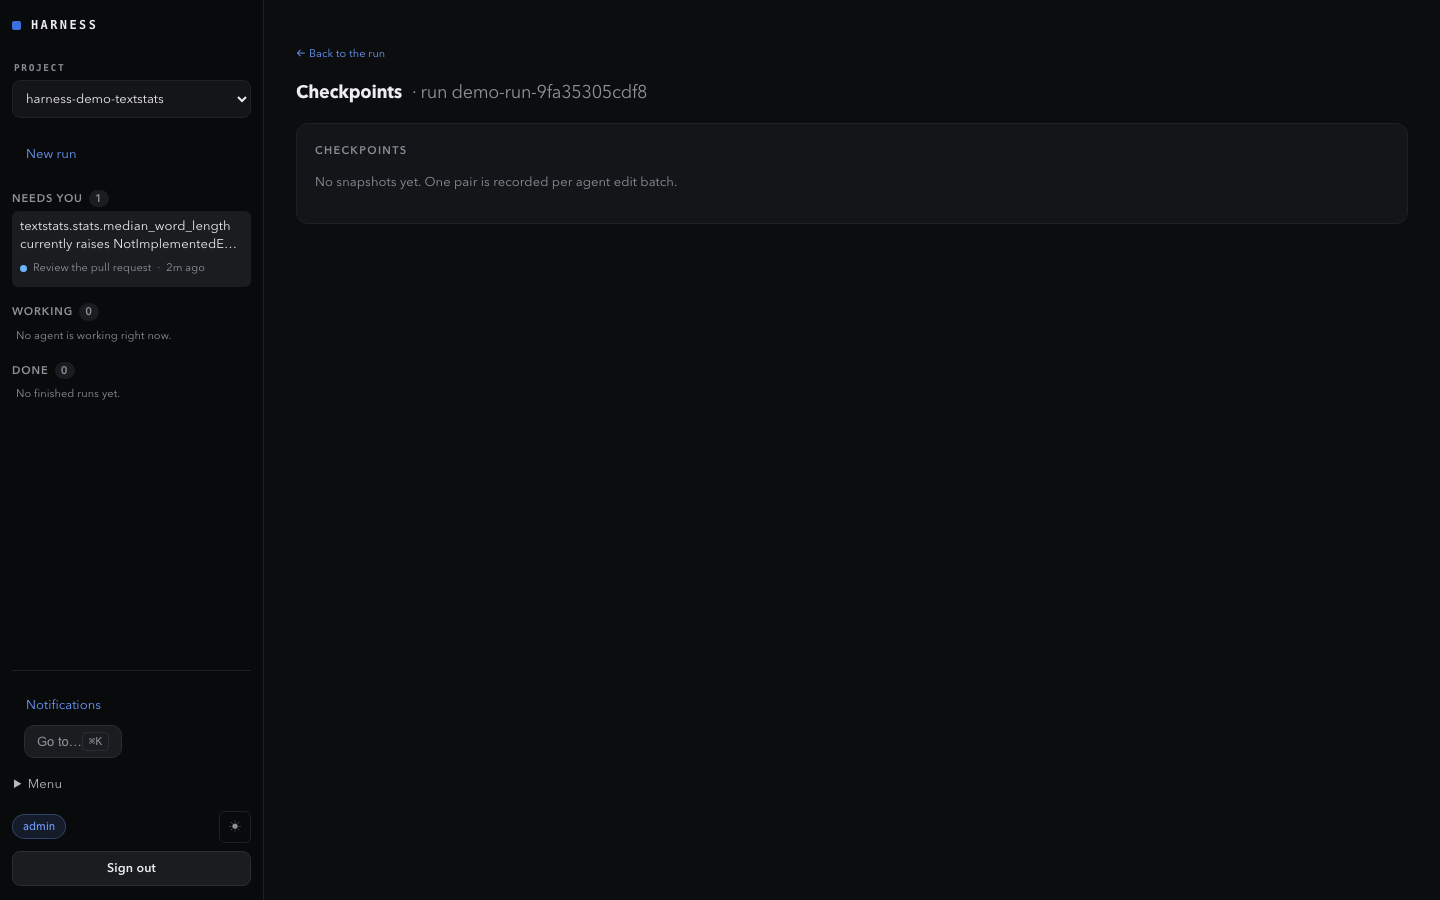 HARNESS
PROJECT
harness-demo-textstats
New run
NEEDS YOU 1
textstats.stats.median_word_length
currently raises NotImplementedE...
Review the pull request · 2m ago
WORKING 0
No agent is working right now.
DONE 0
No finished runs yet.
Notifications
Go to... ⌘K
Menu
admin
Sign out
← Back to the run
Checkpoints · run demo-run-9fa35305cdf8
CHECKPOINTS
No snapshots yet. One pair is recorded per agent edit batch.